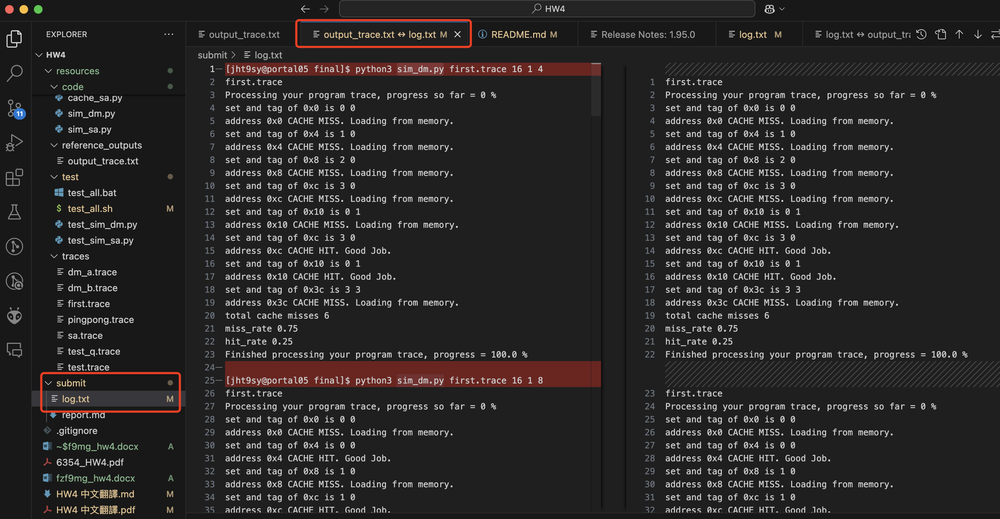 HW4
EXPLORER
HW4
resources
code
cache_sa.py
sim_dm.py
sim_sa.py
reference_outputs
output_trace.txt
test
test_all.bat
$ test_all.sh M
test_sim_dm.py
test_sim_sa.py
traces
dm_a.trace
dm_b.trace
first.trace
pingpong.trace
sa.trace
test_q.trace
test.trace
submit
log.txt M
report.md
.gitignore
~$f9mg_hw4.docx A
6354_HW4.pdf
fzf9mg_hw4.docx A
HW4 中文翻譯.md M
HW4 中文翻譯.pdf M
11
output_trace.txt
output_trace.txt ↔ log.txt M
README.md M
Release Notes: 1.95.0
log.txt M
log.txt ↔ output_tra
submit > log.txt
1 [jht9sy@portal05 final]$ python3 sim_dm.py first.trace 16 1 4
2 first.trace
3 Processing your program trace, progress so far = 0 %
4 set and tag of 0x0 is 0 0
5 address 0x0 CACHE MISS. Loading from memory.
6 set and tag of 0x4 is 1 0
7 address 0x4 CACHE MISS. Loading from memory.
8 set and tag of 0x8 is 2 0
9 address 0x8 CACHE MISS. Loading from memory.
10 set and tag of 0xc is 3 0
11 address 0xc CACHE MISS. Loading from memory.
12 set and tag of 0x10 is 0 1
13 address 0x10 CACHE MISS. Loading from memory.
14 set and tag of 0xc is 3 0
15 address 0xc CACHE HIT. Good Job.
16 set and tag of 0x10 is 0 1
17 address 0x10 CACHE HIT. Good Job.
18 set and tag of 0x3c is 3 3
19 address 0x3c CACHE MISS. Loading from memory.
20 total cache misses 6
21 miss_rate 0.75
22 hit_rate 0.25
23 Finished processing your program trace, progress = 100.0 %
24
25 [jht9sy@portal05 final]$ python3 sim_dm.py first.trace 16 1 8
26 first.trace
27 Processing your program trace, progress so far = 0 %
28 set and tag of 0x0 is 0 0
29 address 0x0 CACHE MISS. Loading from memory.
30 set and tag of 0x4 is 0 0
31 address 0x4 CACHE HIT. Good Job.
32 set and tag of 0x8 is 1 0
33 address 0x8 CACHE MISS. Loading from memory.
34 set and tag of 0xc is 1 0
35 address 0xc CACHE HIT. Good Job.
1 first.trace
2 Processing your program trace, progress so far = 0 %
3 set and tag of 0x0 is 0 0
4 address 0x0 CACHE MISS. Loading from memory.
5 set and tag of 0x4 is 1 0
6 address 0x4 CACHE MISS. Loading from memory.
7 set and tag of 0x8 is 2 0
8 address 0x8 CACHE MISS. Loading from memory.
9 set and tag of 0xc is 3 0
10 address 0xc CACHE MISS. Loading from memory.
11 set and tag of 0x10 is 0 1
12 address 0x10 CACHE MISS. Loading from memory.
13 set and tag of 0xc is 3 0
14 address 0xc CACHE HIT. Good Job.
15 set and tag of 0x10 is 0 1
16 address 0x10 CACHE HIT. Good Job.
17 set and tag of 0x3c is 3 3
18 address 0x3c CACHE MISS. Loading from memory.
19 total cache misses 6
20 miss_rate 0.75
21 hit_rate 0.25
22 Finished processing your program trace, progress = 100.0 %
23 first.trace
24 Processing your program trace, progress so far = 0 %
25 set and tag of 0x0 is 0 0
26 address 0x0 CACHE MISS. Loading from memory.
27 set and tag of 0x4 is 0 0
28 address 0x4 CACHE HIT. Good Job.
29 set and tag of 0x8 is 1 0
30 address 0x8 CACHE MISS. Loading from memory.
31 set and tag of 0xc is 1 0
32 address 0xc CACHE HIT. Good Job.